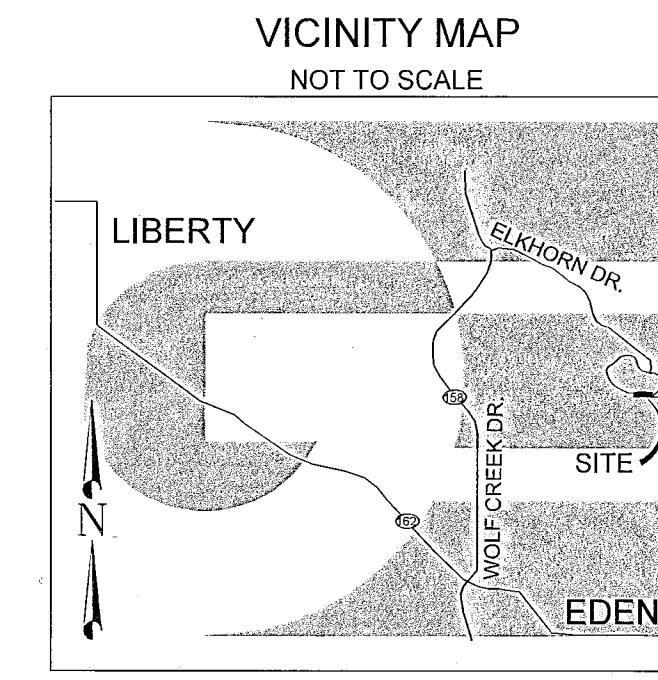 VICINITY MAP
NOT TO SCALE
LIBERTY
ELKHORN DR.
158
WOLF CREEK DR.
SITE
N
162
EDEN